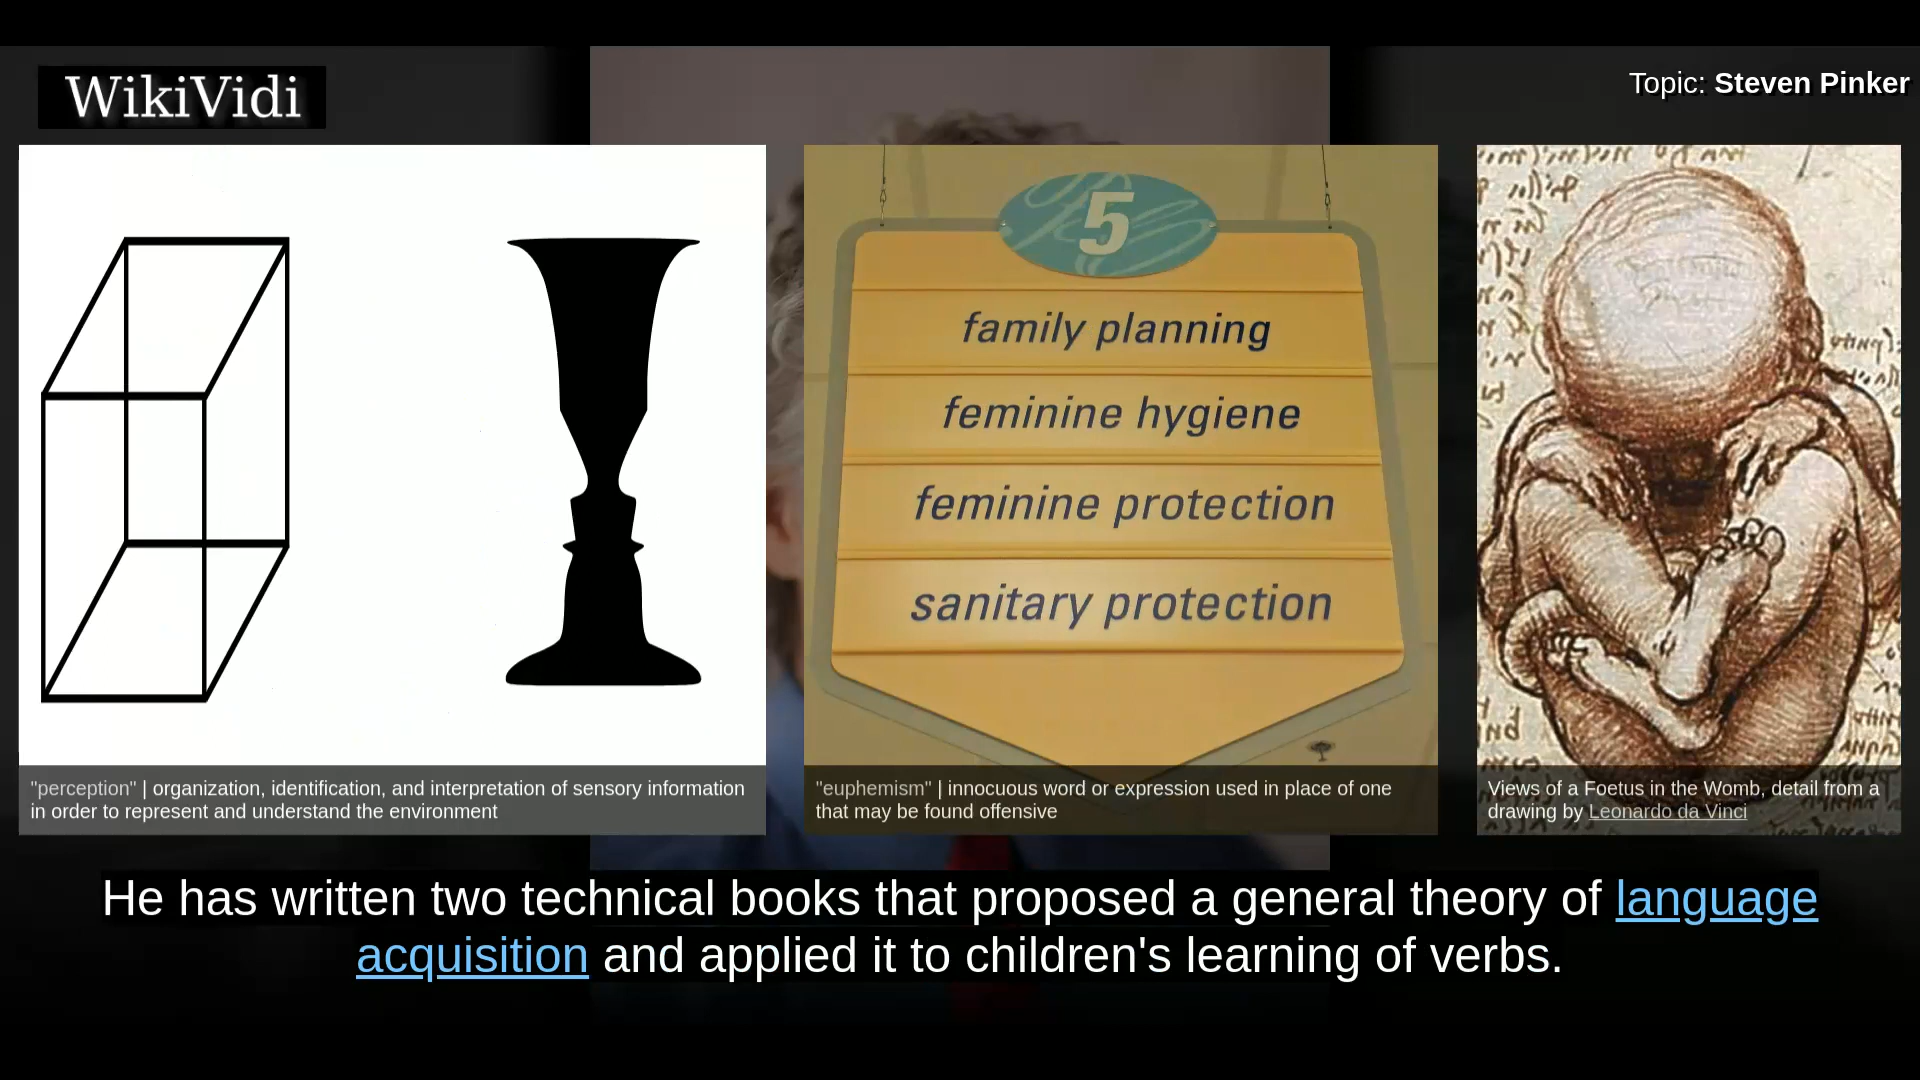 WikiVidi
Topic: Steven Pinker
5
family planning
feminine hygiene
feminine protection
sanitary protection
"perception" | organization, identification, and interpretation of sensory information
in order to represent and understand the environment
"euphemism" | innocuous word or expression used in place of one
that may be found offensive
Views of a Foetus in the Womb, detail from a
drawing by Leonardo da Vinci
He has written two technical books that proposed a general theory of language
acquisition and applied it to children's learning of verbs.